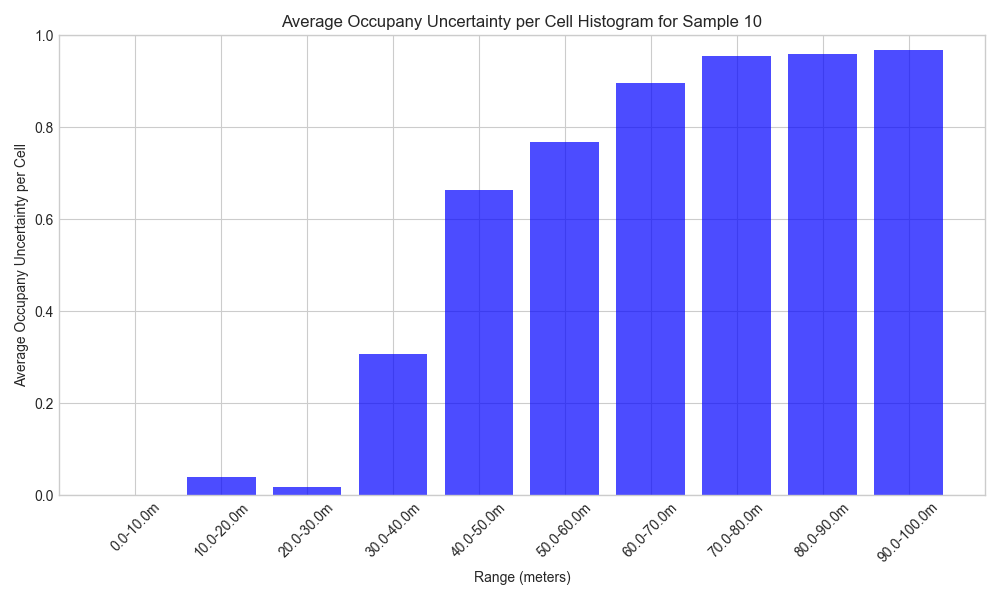 Average Occupany Uncertainty per Cell Histogram for Sample 10
Average Occupany Uncertainty per Cell
1.0
0.8
0.6
0.4
0.2
0.0
0.0-10.0m
10.0-20.0m
20.0-30.0m
30.0-40.0m
40.0-50.0m
50.0-60.0m
60.0-70.0m
70.0-80.0m
80.0-90.0m
90.0-100.0m
Range (meters)